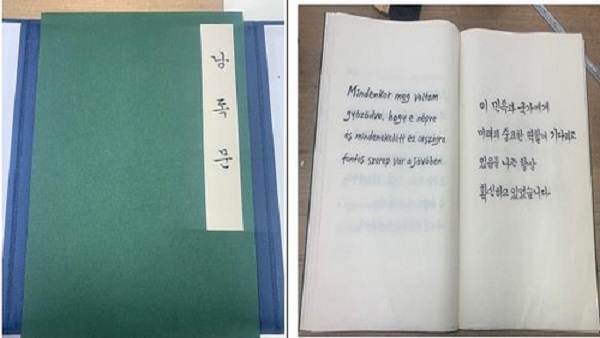 낭
독
문
Mindenkor meg voltam
győződve, hogy e népre
és mindenekelőtt ez országra
fontos szerep vár a jövőben.
이 민족과 국가에게
미래의 중요한 역할이 기다리고
있음을 나는 항상
확신하고 있었습니다.